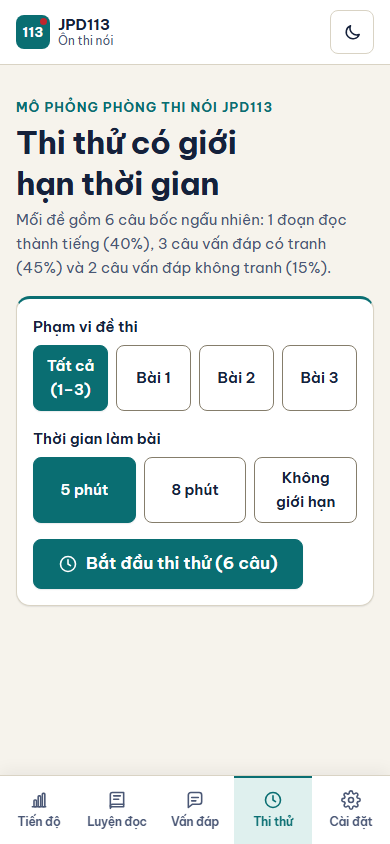 113
JPD113
Ôn thi nói
MÔ PHỎNG PHÒNG THI NÓI JPD113
Thi thử có giới
hạn thời gian
Mỗi đề gồm 6 câu bốc ngẫu nhiên: 1 đoạn đọc
thành tiếng (40%), 3 câu vấn đáp có tranh
(45%) và 2 câu vấn đáp không tranh (15%).
Phạm vi đề thi
Tất cả
(1–3)
Bài 1
Bài 2
Bài 3
Thời gian làm bài
5 phút
8 phút
Không
giới hạn
Bắt đầu thi thử (6 câu)
Tiến độ
Luyện đọc
Vấn đáp
Thi thử
Cài đặt